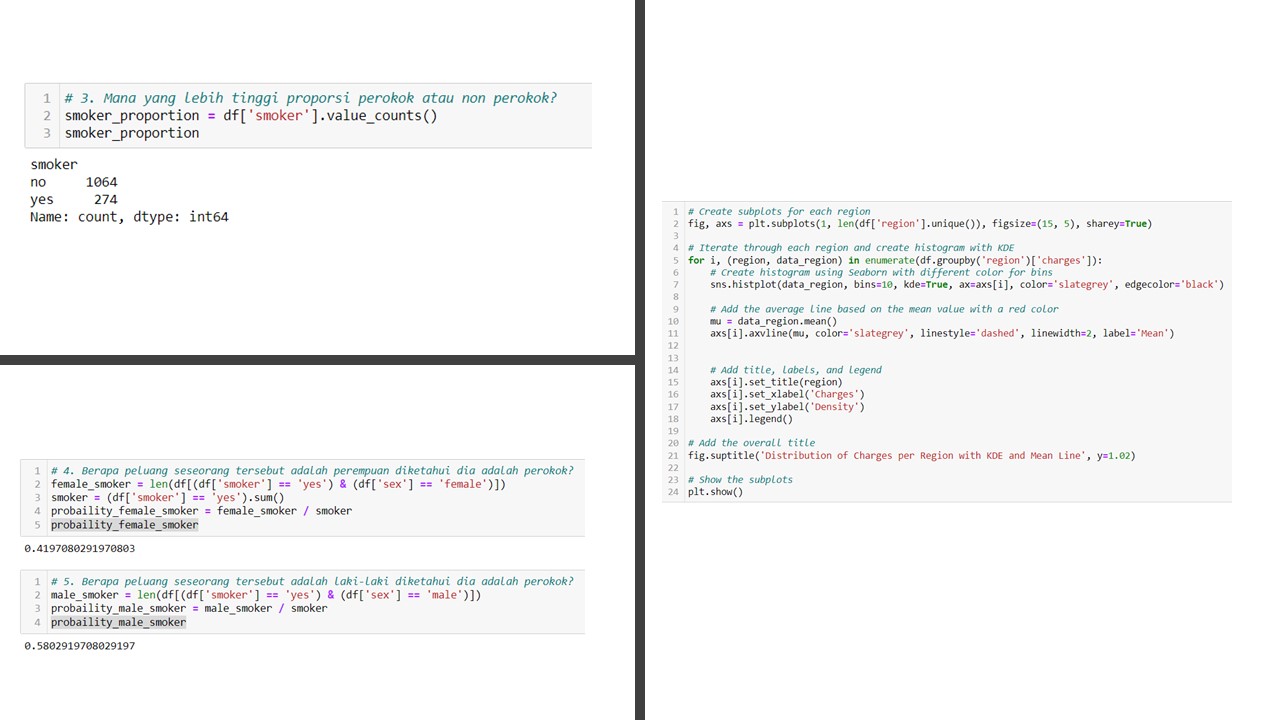 1 # 3. Mana yang lebih tinggi proporsi perokok atau non perokok?
2 smoker_proportion = df['smoker'].value_counts()
3 smoker_proportion
smoker
no 1064
yes 274
Name: count, dtype: int64
1 # 4. Berapa peluang seseorang tersebut adalah perempuan diketahui dia adalah perokok?
2 female_smoker = len(df[(df['smoker'] == 'yes') & (df['sex'] == 'female')])
3 smoker = (df['smoker'] == 'yes').sum()
4 probaility_female_smoker = female_smoker / smoker
5 probaility_female_smoker
0.4197080291970803
1 # 5. Berapa peluang seseorang tersebut adalah laki-laki diketahui dia adalah perokok?
2 male_smoker = len(df[(df['smoker'] == 'yes') & (df['sex'] == 'male')])
3 probaility_male_smoker = male_smoker / smoker
4 probaility_male_smoker
0.5802919708029197
1 # Create subplots for each region
2 fig, axs = plt.subplots(1, len(df['region'].unique()), figsize=(15, 5), sharey=True)
3
4 # Iterate through each region and create histogram with KDE
5 for i, (region, data_region) in enumerate(df.groupby('region')['charges']):
6 # Create histogram using Seaborn with different color for bins
7 sns.histplot(data_region, bins=10, kde=True, ax=axs[i], color='slategrey', edgecolor='black')
8
9 # Add the average line based on the mean value with a red color
10 mu = data_region.mean()
11 axs[i].axvline(mu, color='slategrey', linestyle='dashed', linewidth=2, label='Mean')
12
13
14 # Add title, labels, and legend
15 axs[i].set_title(region)
16 axs[i].set_xlabel('Charges')
17 axs[i].set_ylabel('Density')
18 axs[i].legend()
19
20 # Add the overall title
21 fig.suptitle('Distribution of Charges per Region with KDE and Mean Line', y=1.02)
22
23 # Show the subplots
24 plt.show()